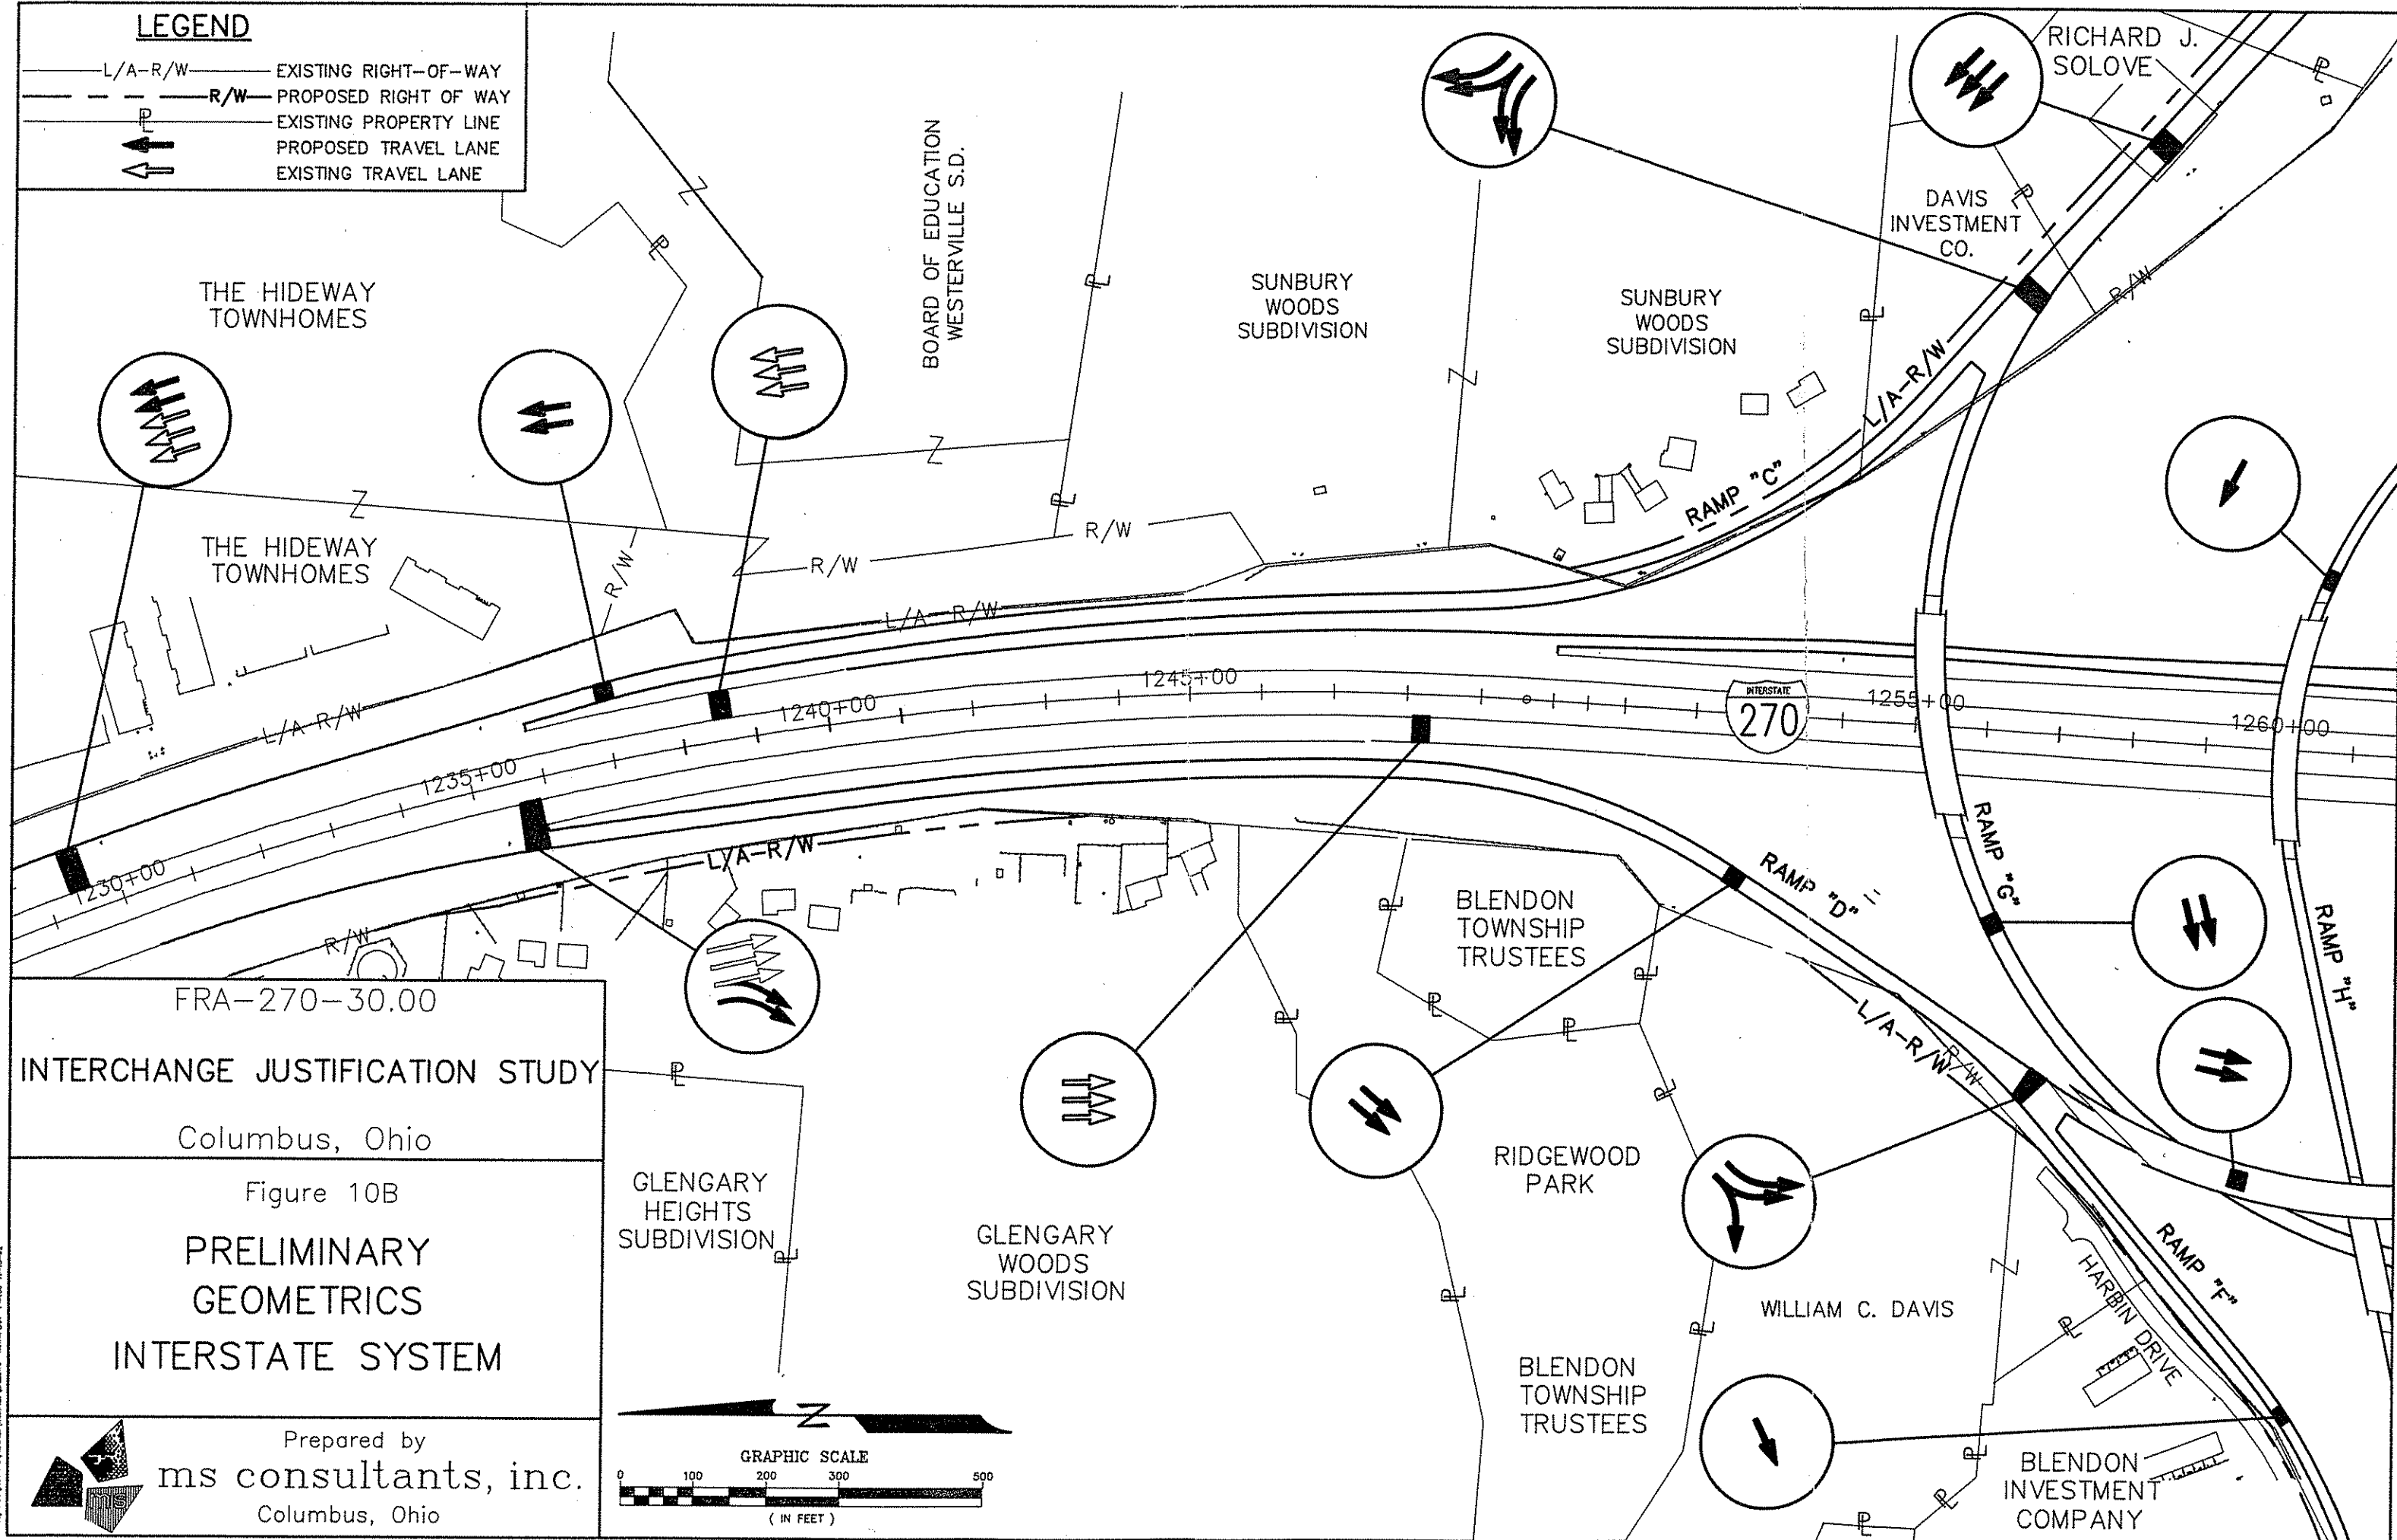 LEGEND
L/A-R/W EXISTING RIGHT-OF-WAY
R/W PROPOSED RIGHT OF WAY
PL EXISTING PROPERTY LINE
PROPOSED TRAVEL LANE
EXISTING TRAVEL LANE
RICHARD J.
SOLOVE
BOARD OF EDUCATION
WESTERVILLE S.D.
DAVIS
INVESTMENT
CO.
THE HIDEWAY
TOWNHOMES
SUNBURY
WOODS
SUBDIVISION
SUNBURY
WOODS
SUBDIVISION
R/W
L/A-R/W
RAMP "C"
THE HIDEWAY
TOWNHOMES
R/W
R/W
R/W
L/A-R/W
L/A-R/W
1230+00
1235+00
1240+00
1245+00
INTERSTATE
270
1255+00
1260+00
L/A-R/W
R/W
RAMP "D"
RAMP "G"
RAMP "H"
BLENDON
TOWNSHIP
TRUSTEES
L/A-R/W
R/W
FRA-270-30.00
INTERCHANGE JUSTIFICATION STUDY
Columbus, Ohio
Figure 10B
PRELIMINARY
GEOMETRICS
INTERSTATE SYSTEM
Prepared by
ms consultants, inc.
Columbus, Ohio
ms
GLENGARY
HEIGHTS
SUBDIVISION
GLENGARY
WOODS
SUBDIVISION
RIDGEWOOD
PARK
WILLIAM C. DAVIS
RAMP "F"
HARBIN DRIVE
BLENDON
TOWNSHIP
TRUSTEES
BLENDON
INVESTMENT
COMPANY
N
GRAPHIC SCALE
0 100 200 300 500
( IN FEET )